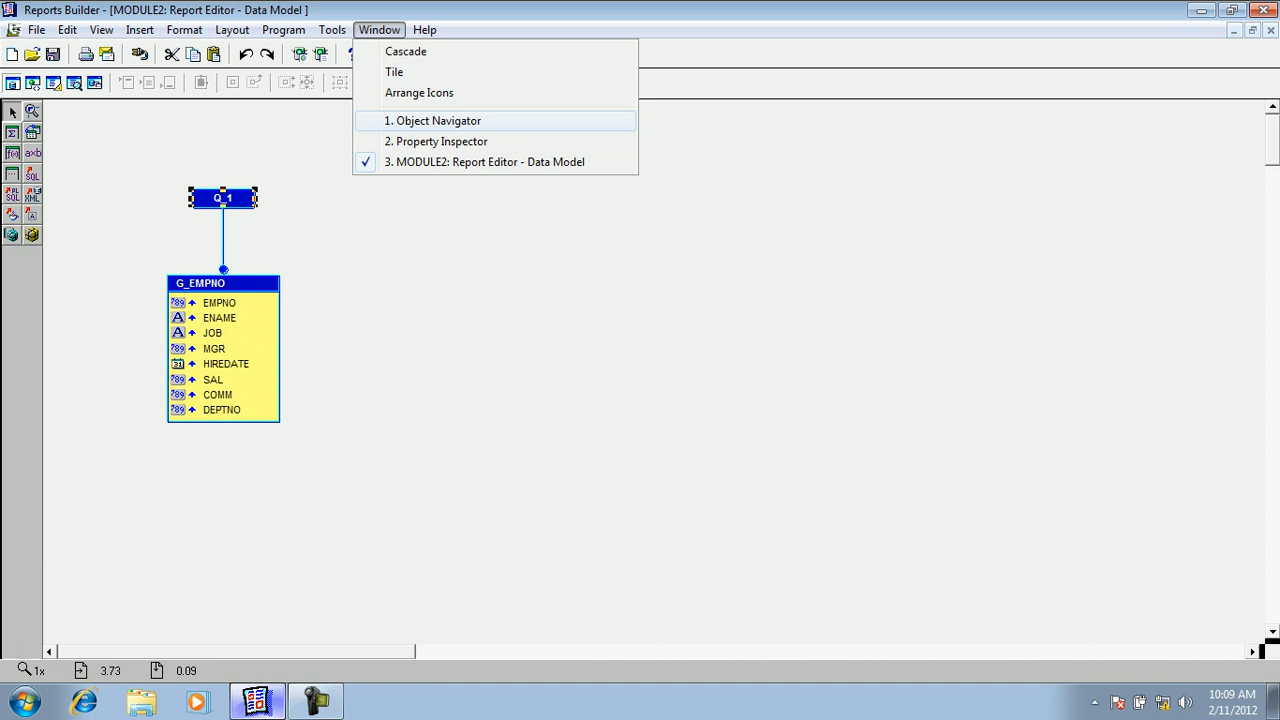 Reports Builder - [MODULE2: Report Editor - Data Model ]
File Edit View Insert Format Layout Program Tools Window Help
Cascade
Tile
Arrange Icons
1. Object Navigator
2. Property Inspector
3. MODULE2: Report Editor - Data Model
Q_1
G_EMPNO
EMPNO
ENAME
JOB
MGR
HIREDATE
SAL
COMM
DEPTNO
1x 3.73 0.09
10:09 AM
2/11/2012